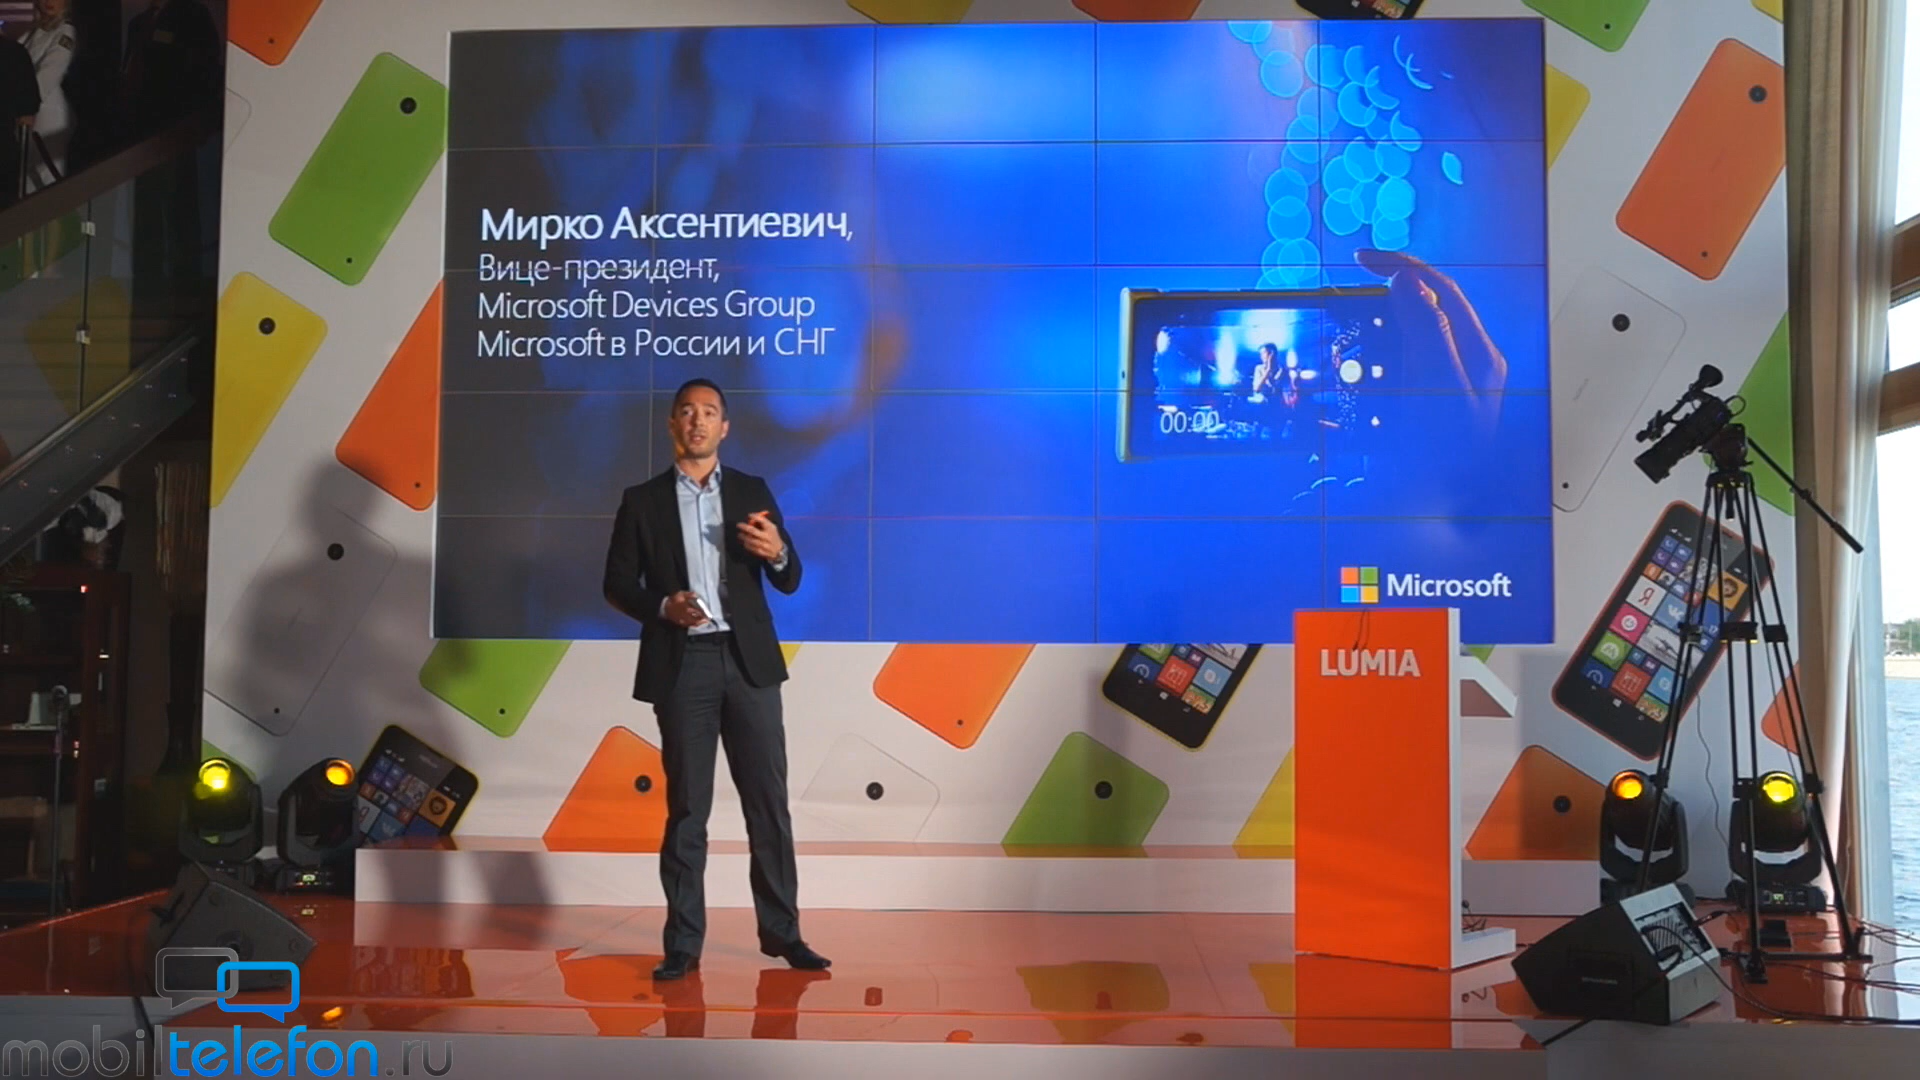 Мирко Аксентиевич,
Вице-президент,
Microsoft Devices Group
Microsoft в России и СНГ
00:00
Microsoft
LUMIA
mobiltelefon.ru